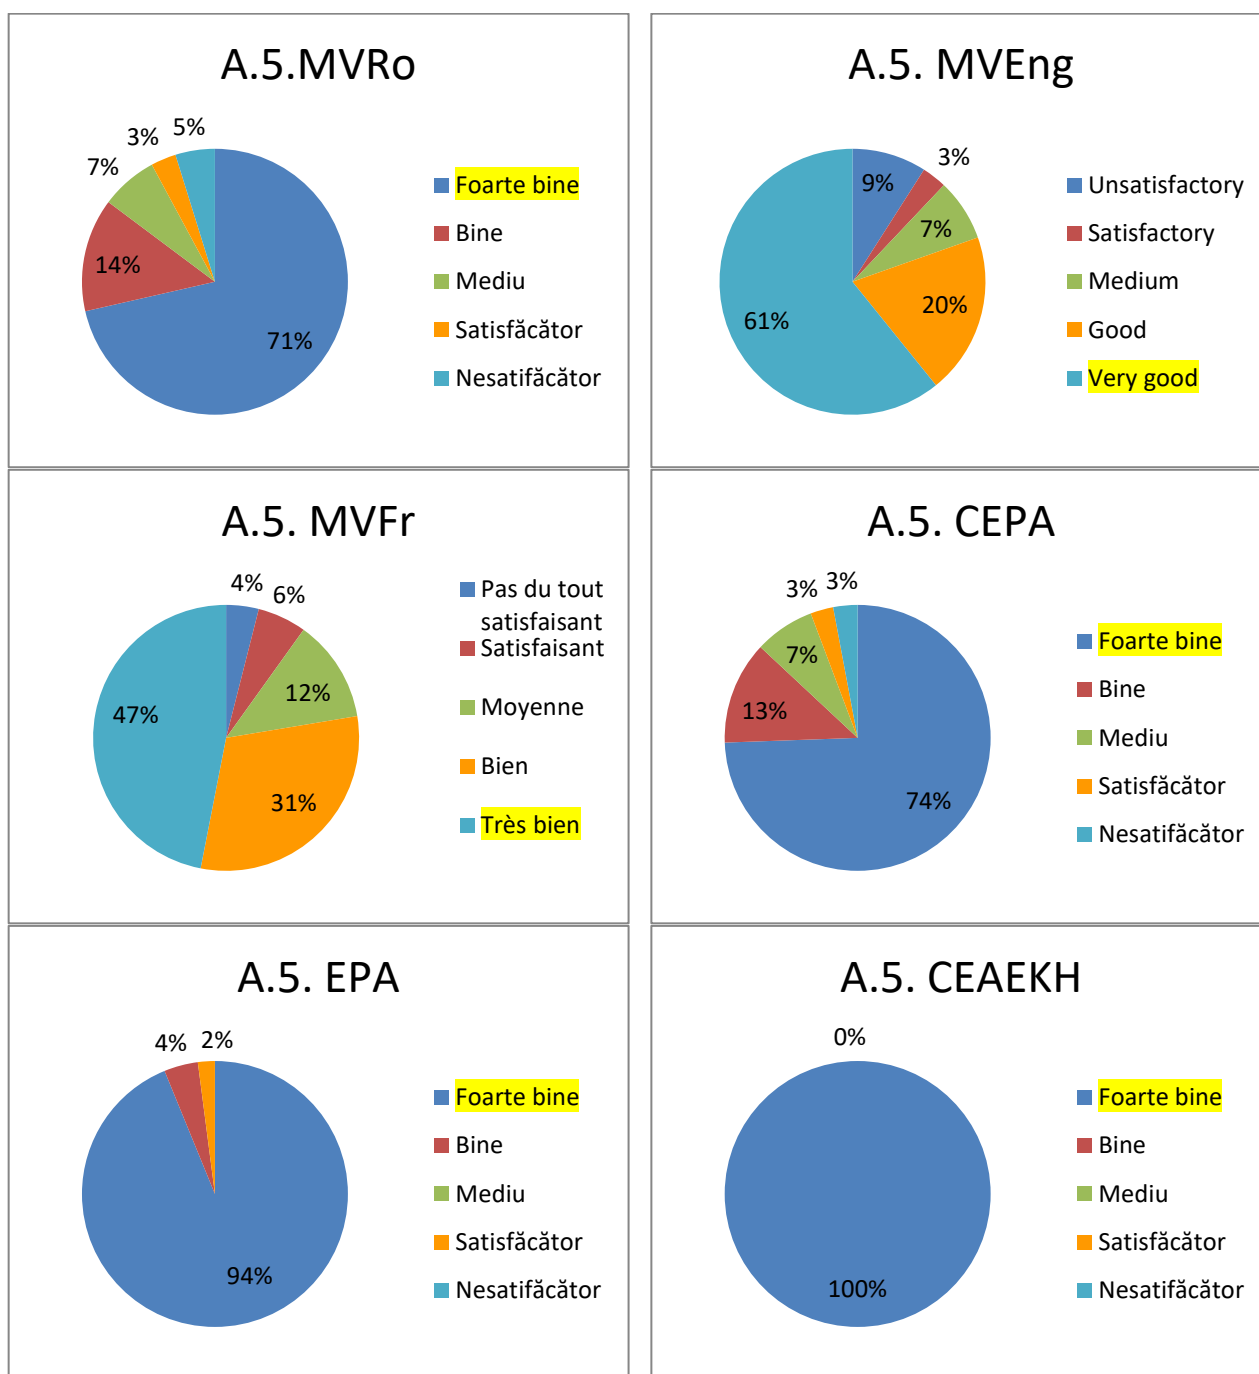 A.5.MVRo
3%
5%
7%
14%
71%
Foarte bine
Bine
Mediu
Satisfăcător
Nesatifăcător
A.5. MVEng
3%
9%
7%
20%
61%
Unsatisfactory
Satisfactory
Medium
Good
Very good
A.5. MVFr
4%
6%
12%
47%
31%
Pas du tout
satisfaisant
Satisfaisant
Moyenne
Bien
Très bien
A.5. CEPA
3%
3%
7%
13%
74%
Foarte bine
Bine
Mediu
Satisfăcător
Nesatifăcător
A.5. EPA
4%
2%
94%
Foarte bine
Bine
Mediu
Satisfăcător
Nesatifăcător
A.5. CEAEKH
0%
100%
Foarte bine
Bine
Mediu
Satisfăcător
Nesatifăcător